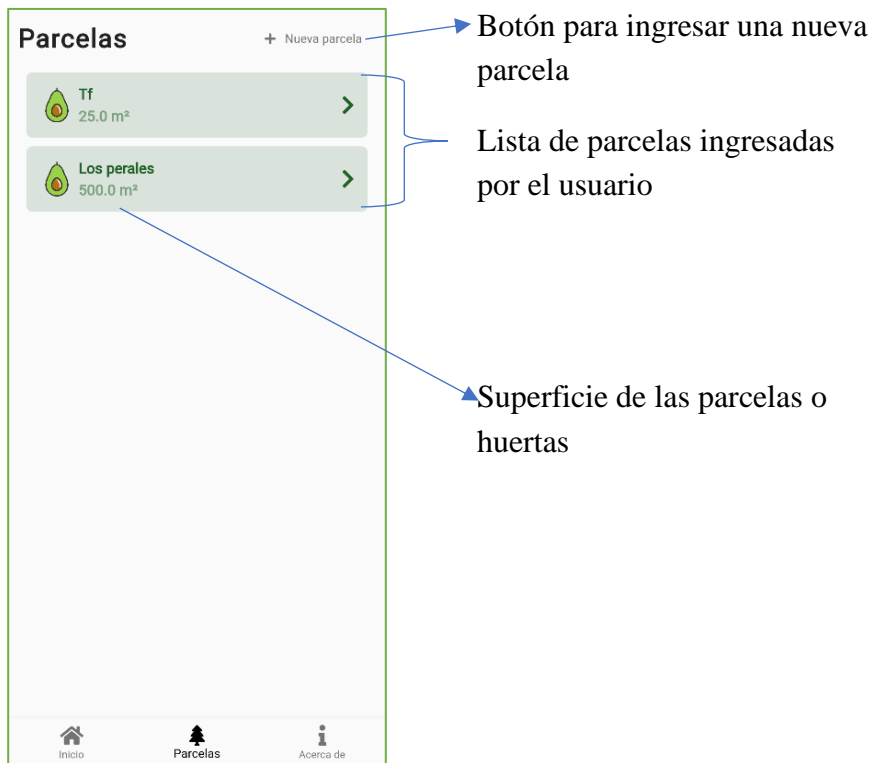 Parcelas
+ Nueva parcela
Tf
25.0 m²
Los perales
500.0 m²
Inicio
Parcelas
Acerca de
Botón para ingresar una nueva
parcela
Lista de parcelas ingresadas
por el usuario
Superficie de las parcelas o
huertas